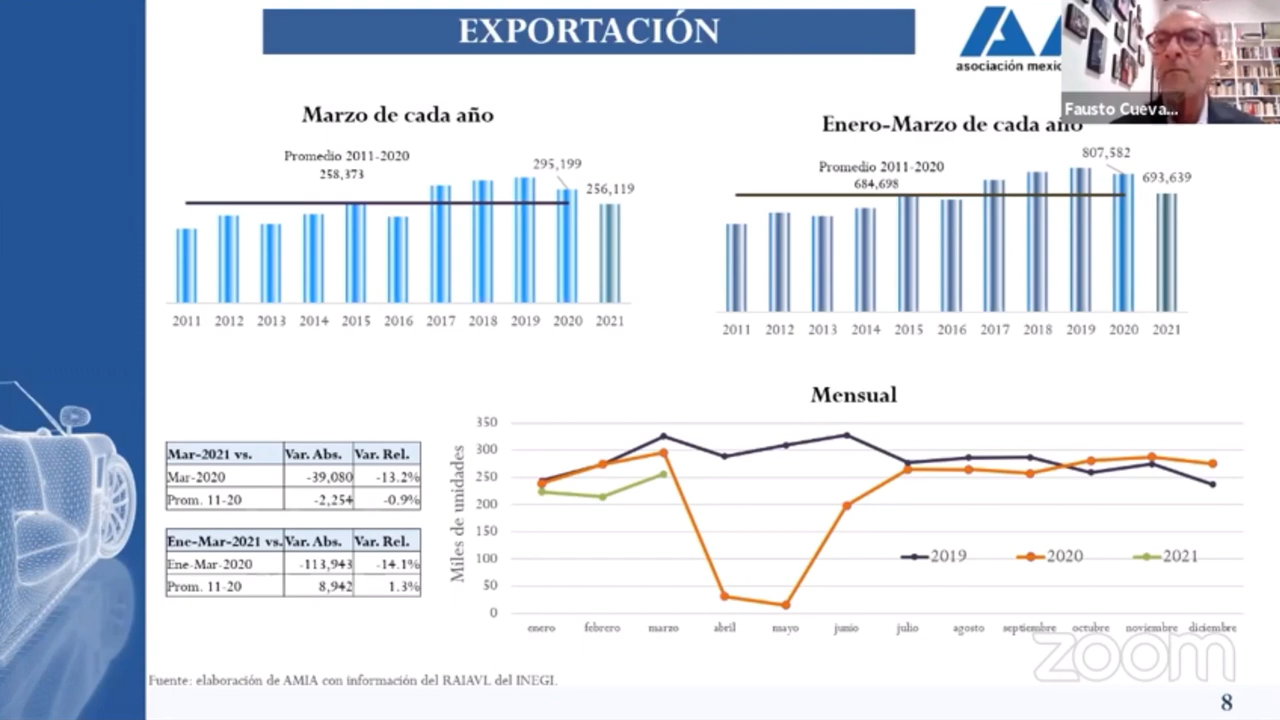 EXPORTACIÓN
asociación mexic
Fausto Cueva...
Marzo de cada año
Promedio 2011-2020
258,373
295,199
256,119
2011 2012 2013 2014 2015 2016 2017 2018 2019 2020 2021
Enero-Marzo de cada año
Promedio 2011-2020
684,698
807,582
693,639
2011 2012 2013 2014 2015 2016 2017 2018 2019 2020 2021
Mar-2021 vs. Var. Abs. Var. Rel.
Mar-2020 -39,080 -13.2%
Prom. 11-20 -2,254 -0.9%
Ene-Mar-2021 vs. Var. Abs. Var. Rel.
Ene-Mar-2020 -113,943 -14.1%
Prom. 11-20 8,942 1.3%
Mensual
Miles de unidades
350
300
250
200
150
100
50
0
2019 2020 2021
enero febrero marzo abril mayo junio julio agosto septiembre octubre noviembre diciembre
zoom
Fuente: elaboración de AMIA con información del RAIAVL del INEGI.
8